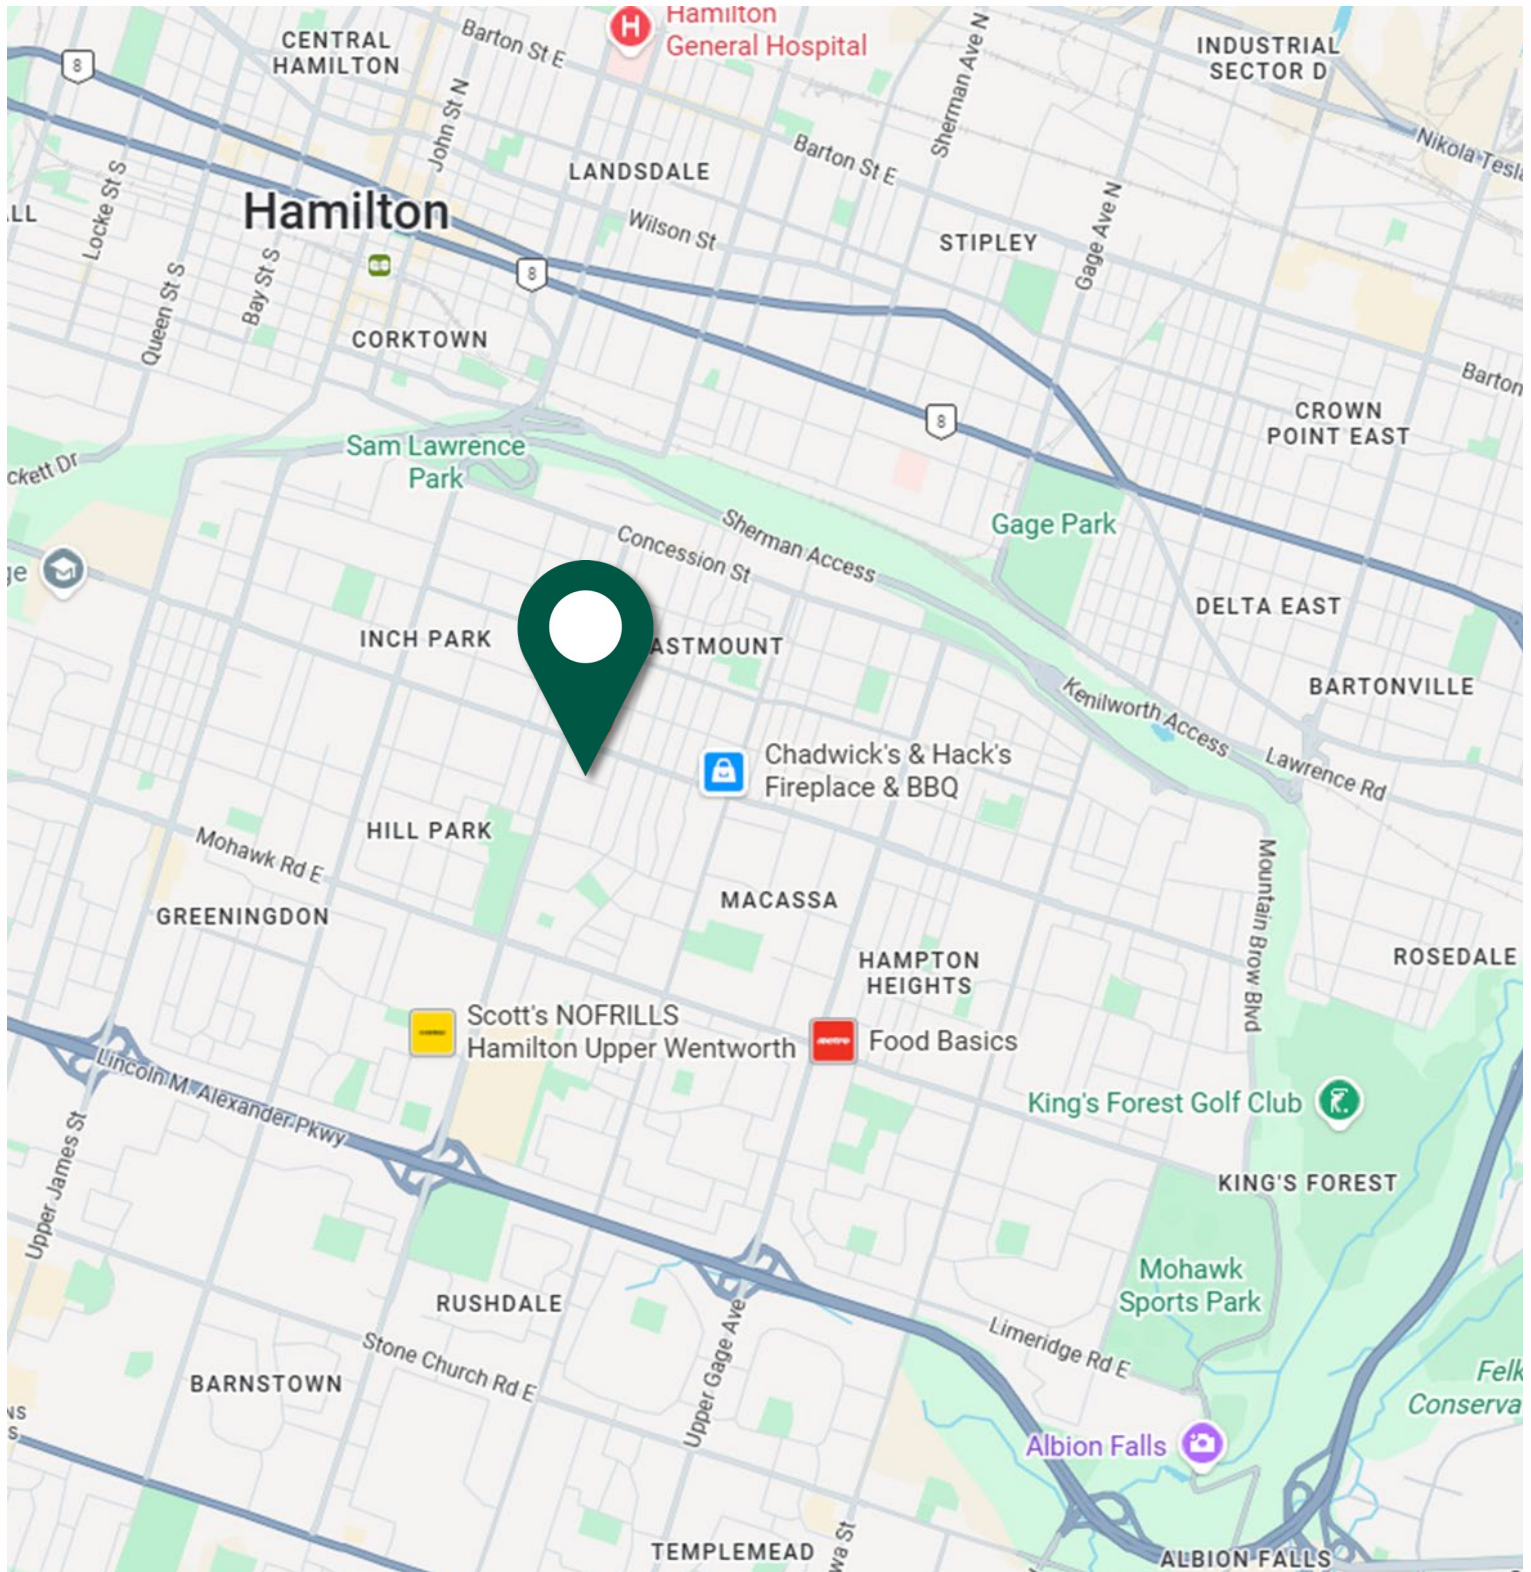 Hamilton
General Hospital
CENTRAL
HAMILTON
Barton St E
INDUSTRIAL
SECTOR D
8
John St N
Sherman Ave N
Nikola Tesla
LANDSDALE
Barton St E
Locke St S
Hamilton
Wilson St
STIPLEY
Gage Ave N
Queen St S
Bay St S
8
CORKTOWN
Barton
8
CROWN
POINT EAST
Sam Lawrence
Park
Gage Park
Sherman Access
Concession St
DELTA EAST
INCH PARK
ASTMOUNT
BARTONVILLE
Kenilworth Access
Lawrence Rd
Chadwick's & Hack's
Fireplace & BBQ
HILL PARK
Mohawk Rd E
MACASSA
Mountain Brow Blvd
GREENINGDON
HAMPTON
HEIGHTS
ROSEDALE
Scott's NOFRILLS
Hamilton Upper Wentworth
metro
Food Basics
Lincoln M. Alexander Pkwy
King's Forest Golf Club
KING'S FOREST
Upper James St
Mohawk
Sports Park
RUSHDALE
Limeridge Rd E
Upper Gage Ave
Stone Church Rd E
BARNSTOWN
Albion Falls
TEMPLEMEAD
ALBION FALLS